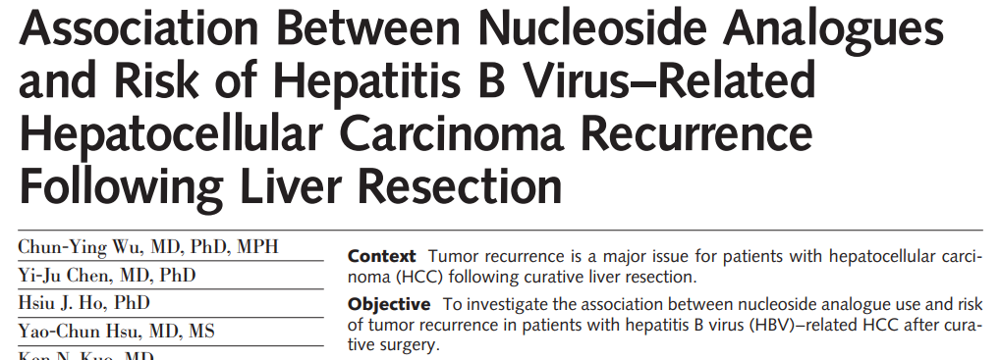 Association Between Nucleoside Analogues
and Risk of Hepatitis B Virus–Related
Hepatocellular Carcinoma Recurrence
Following Liver Resection
Chun-Ying Wu, MD, PhD, MPH
Yi-Ju Chen, MD, PhD
Hsiu J. Ho, PhD
Yao-Chun Hsu, MD, MS
Ken N. Kuo, MD
Context Tumor recurrence is a major issue for patients with hepatocellular carci-
noma (HCC) following curative liver resection.
Objective To investigate the association between nucleoside analogue use and risk
of tumor recurrence in patients with hepatitis B virus (HBV)–related HCC after cura-
tive surgery.